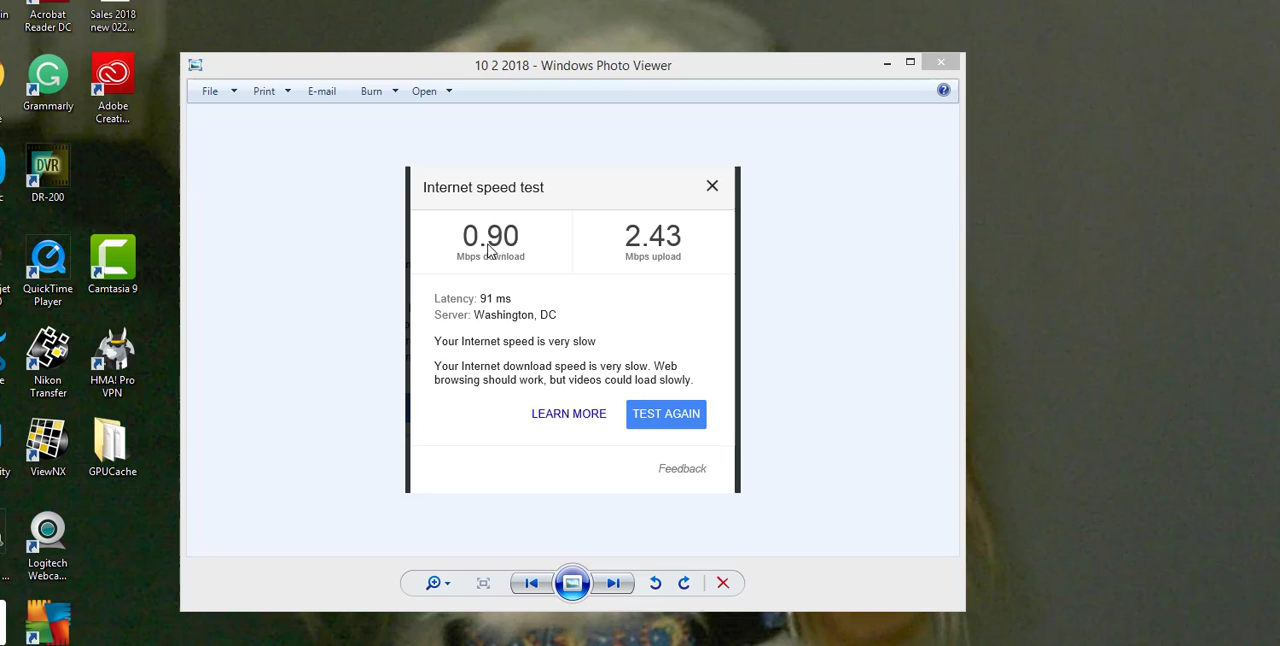 Acrobat
Reader DC
Sales 2018
new 022...
Grammarly
Adobe
Creati...
DVR
DR-200
QuickTime
Player
Camtasia 9
Nikon
Transfer
HMA! Pro
VPN
ViewNX
GPUCache
Logitech
Webca...
10 2 2018 - Windows Photo Viewer
File Print E-mail Burn Open
Internet speed test
0.90 2.43
Mbps download Mbps upload
Latency: 91 ms
Server: Washington, DC
Your Internet speed is very slow
Your Internet download speed is very slow. Web
browsing should work, but videos could load slowly.
LEARN MORE TEST AGAIN
Feedback